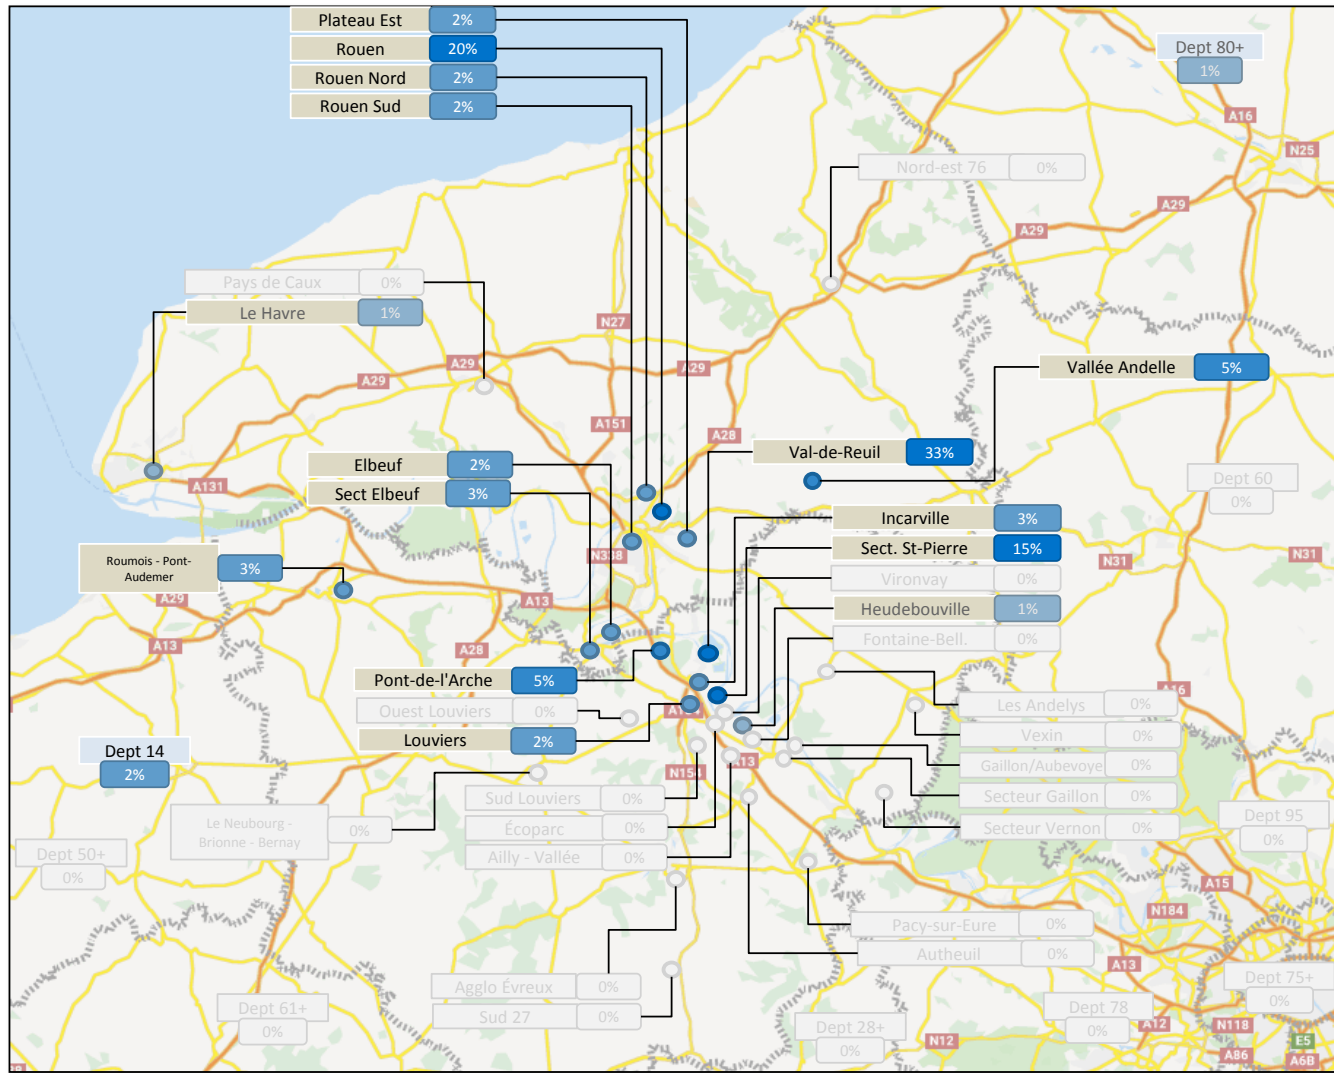 Plateau Est 2%
Rouen 20%
Rouen Nord 2%
Rouen Sud 2%
Dept 80+
1%
A16
N25
Nord-est 76 0%
A29
A29
Pays de Caux 0%
Le Havre 1%
N27
A29
A29
A29
Vallée Andelle 5%
A151
A28
Val-de-Reuil 33%
Elbeuf 2%
Sect Elbeuf 3%
A131
Dept 60
0%
Incarville 3%
Sect. St-Pierre 15%
N338
N31
N31
Roumois - Pont-
Audemer 3%
Vironvay 0%
A29
A13
Heudebouville 1%
Fontaine-Bell. 0%
A13
A28
Pont-de-l'Arche 5%
A16
Ouest Louviers 0%
Les Andelys 0%
Louviers 2%
Vexin 0%
Dept 14
2%
N154
A13
Gaillon/Aubevoye 0%
Sud Louviers 0%
Secteur Gaillon 0%
Le Neubourg -
Brionne - Bernay 0%
Écoparc 0%
Secteur Vernon 0%
Dept 95
0%
Dept 50+
0%
Ailly - Vallée 0%
A15
N184
Pacy-sur-Eure 0%
Autheuil 0%
A13
Agglo Évreux 0%
Dept 75+
0%
Dept 61+
0%
Sud 27 0%
Dept 28+
0%
Dept 78
0%
A12
N118
N12
E5
A86
A6B